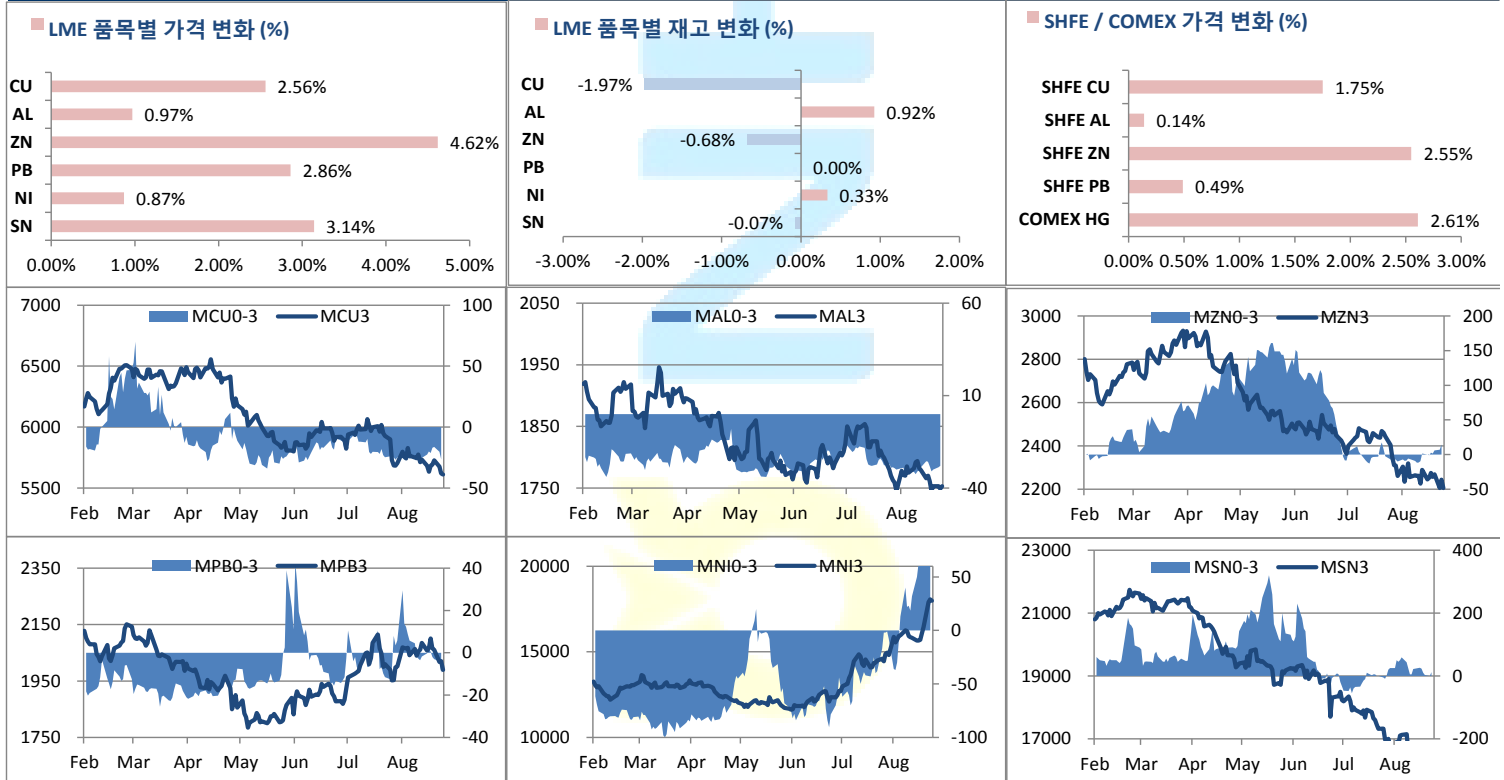 LME 품목별 가격 변화 (%)
CU 2.56%
AL 0.97%
ZN 4.62%
PB 2.86%
NI 0.87%
SN 3.14%
0.00% 1.00% 2.00% 3.00% 4.00% 5.00%
LME 품목별 재고 변화 (%)
CU -1.97%
AL 0.92%
ZN -0.68%
PB 0.00%
NI 0.33%
SN -0.07%
-3.00% -2.00% -1.00% 0.00% 1.00% 2.00%
SHFE / COMEX 가격 변화 (%)
SHFE CU 1.75%
SHFE AL 0.14%
SHFE ZN 2.55%
SHFE PB 0.49%
COMEX HG 2.61%
0.00% 0.50% 1.00% 1.50% 2.00% 2.50% 3.00%
MCU0-3 MCU3
7000 100
6500 50
6000 0
5500 -50
Feb Mar Apr May Jun Jul Aug
MAL0-3 MAL3
2050 60
1950
1850 10
1750 -40
Feb Mar Apr May Jun Jul Aug
MZN0-3 MZN3
3000 200
2800 150
2600 100
2400 50
2200 0
-50
Feb Mar Apr May Jun Jul Aug
MPB0-3 MPB3
2350 40
2150 20
1950 0
1750 -20
-40
Feb Mar Apr May Jun Jul Aug
MNI0-3 MNI3
20000 50
15000 0
10000 -50
-100
Feb Mar Apr May Jun Jul Aug
MSN0-3 MSN3
23000 400
21000 200
19000 0
17000 -200
Feb Mar Apr May Jun Jul Aug